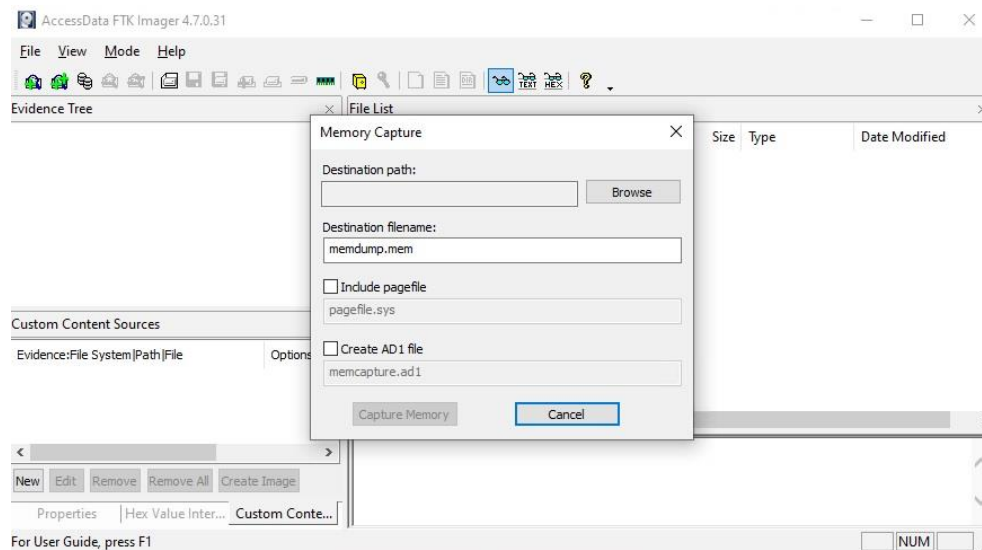 AccessData FTK Imager 4.7.0.31
File View Mode Help
TEXT HEX
Evidence Tree
File List
Size Type Date Modified
Memory Capture
Destination path:
Browse
Destination filename:
memdump.mem
Include pagefile
pagefile.sys
Create AD1 file
memcapture.ad1
Capture Memory Cancel
Custom Content Sources
Evidence:File System|Path|File Options
New Edit Remove Remove All Create Image
Properties Hex Value Inter... Custom Conte...
For User Guide, press F1
NUM